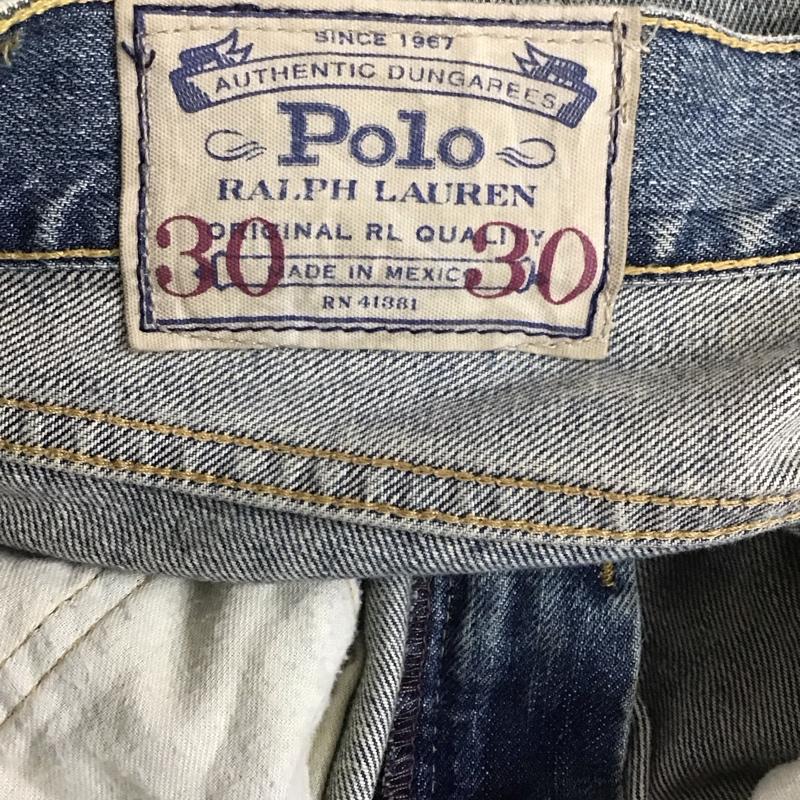 SINCE 1967
AUTHENTIC DUNGAREES
Polo
RALPH LAUREN
ORIGINAL RL QUALITY
30 30
MADE IN MEXICO
RN 41381